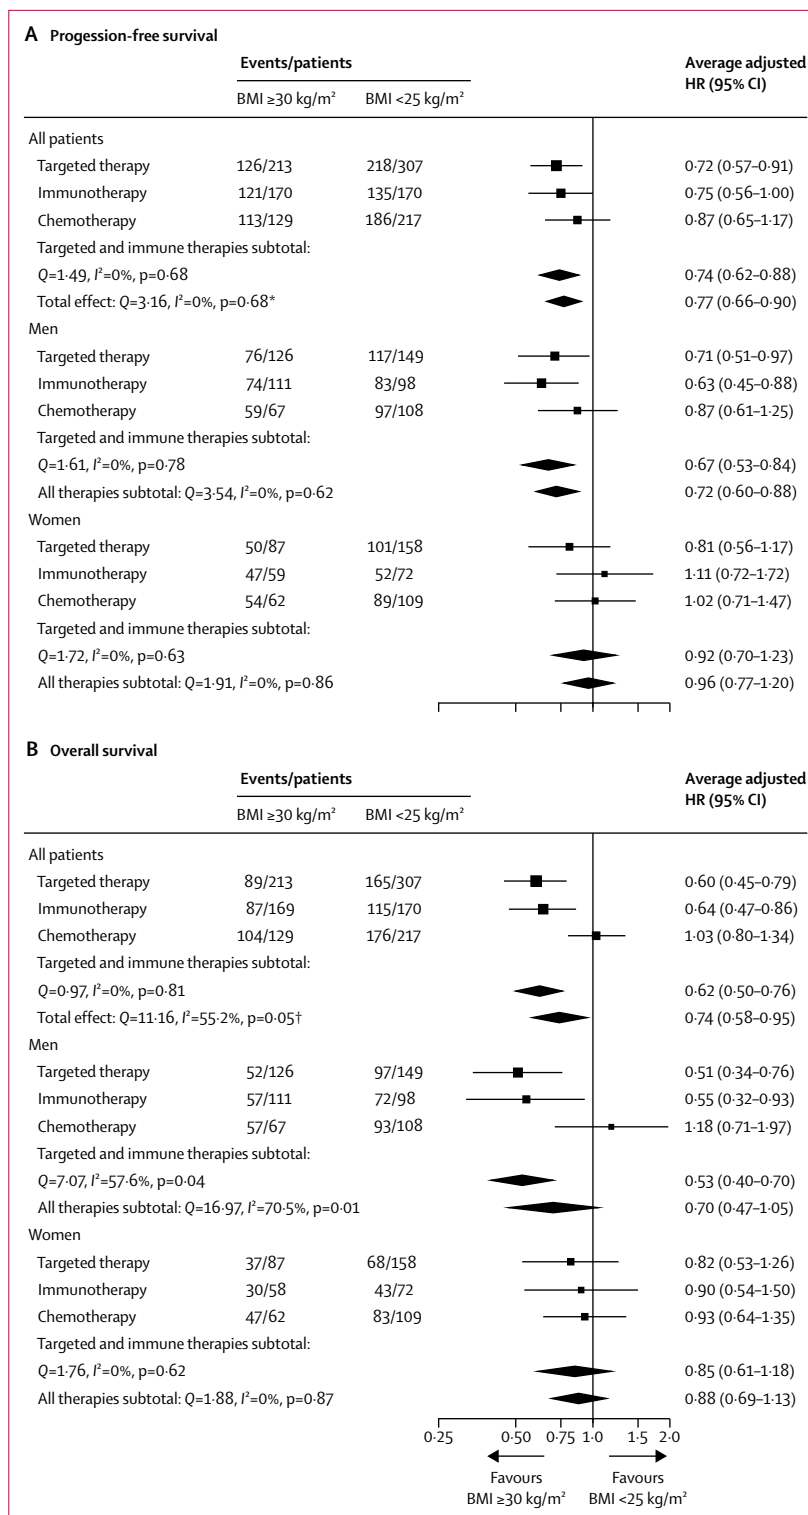 A Progession-free survival
Events/patients Average adjusted HR (95% CI)
BMI ≥30 kg/m² BMI <25 kg/m²
All patients
Targeted therapy 126/213 218/307 0·72 (0·57–0·91)
Immunotherapy 121/170 135/170 0·75 (0·56–1·00)
Chemotherapy 113/129 186/217 0·87 (0·65–1·17)
Targeted and immune therapies subtotal:
Q=1·49, I²=0%, p=0·68 0·74 (0·62–0·88)
Total effect: Q=3·16, I²=0%, p=0·68* 0·77 (0·66–0·90)
Men
Targeted therapy 76/126 117/149 0·71 (0·51–0·97)
Immunotherapy 74/111 83/98 0·63 (0·45–0·88)
Chemotherapy 59/67 97/108 0·87 (0·61–1·25)
Targeted and immune therapies subtotal:
Q=1·61, I²=0%, p=0·78 0·67 (0·53–0·84)
All therapies subtotal: Q=3·54, I²=0%, p=0·62 0·72 (0·60–0·88)
Women
Targeted therapy 50/87 101/158 0·81 (0·56–1·17)
Immunotherapy 47/59 52/72 1·11 (0·72–1·72)
Chemotherapy 54/62 89/109 1·02 (0·71–1·47)
Targeted and immune therapies subtotal:
Q=1·72, I²=0%, p=0·63 0·92 (0·70–1·23)
All therapies subtotal: Q=1·91, I²=0%, p=0·86 0·96 (0·77–1·20)
B Overall survival
Events/patients Average adjusted HR (95% CI)
BMI ≥30 kg/m² BMI <25 kg/m²
All patients
Targeted therapy 89/213 165/307 0·60 (0·45–0·79)
Immunotherapy 87/169 115/170 0·64 (0·47–0·86)
Chemotherapy 104/129 176/217 1·03 (0·80–1·34)
Targeted and immune therapies subtotal:
Q=0·97, I²=0%, p=0·81 0·62 (0·50–0·76)
Total effect: Q=11·16, I²=55·2%, p=0·05† 0·74 (0·58–0·95)
Men
Targeted therapy 52/126 97/149 0·51 (0·34–0·76)
Immunotherapy 57/111 72/98 0·55 (0·32–0·93)
Chemotherapy 57/67 93/108 1·18 (0·71–1·97)
Targeted and immune therapies subtotal:
Q=7·07, I²=57·6%, p=0·04 0·53 (0·40–0·70)
All therapies subtotal: Q=16·97, I²=70·5%, p=0·01 0·70 (0·47–1·05)
Women
Targeted therapy 37/87 68/158 0·82 (0·53–1·26)
Immunotherapy 30/58 43/72 0·90 (0·54–1·50)
Chemotherapy 47/62 83/109 0·93 (0·64–1·35)
Targeted and immune therapies subtotal:
Q=1·76, I²=0%, p=0·62 0·85 (0·61–1·18)
All therapies subtotal: Q=1·88, I²=0%, p=0·87 0·88 (0·69–1·13)
0·25 0·50 0·75 1·0 1·5 2·0
Favours Favours
BMI ≥30 kg/m² BMI <25 kg/m²